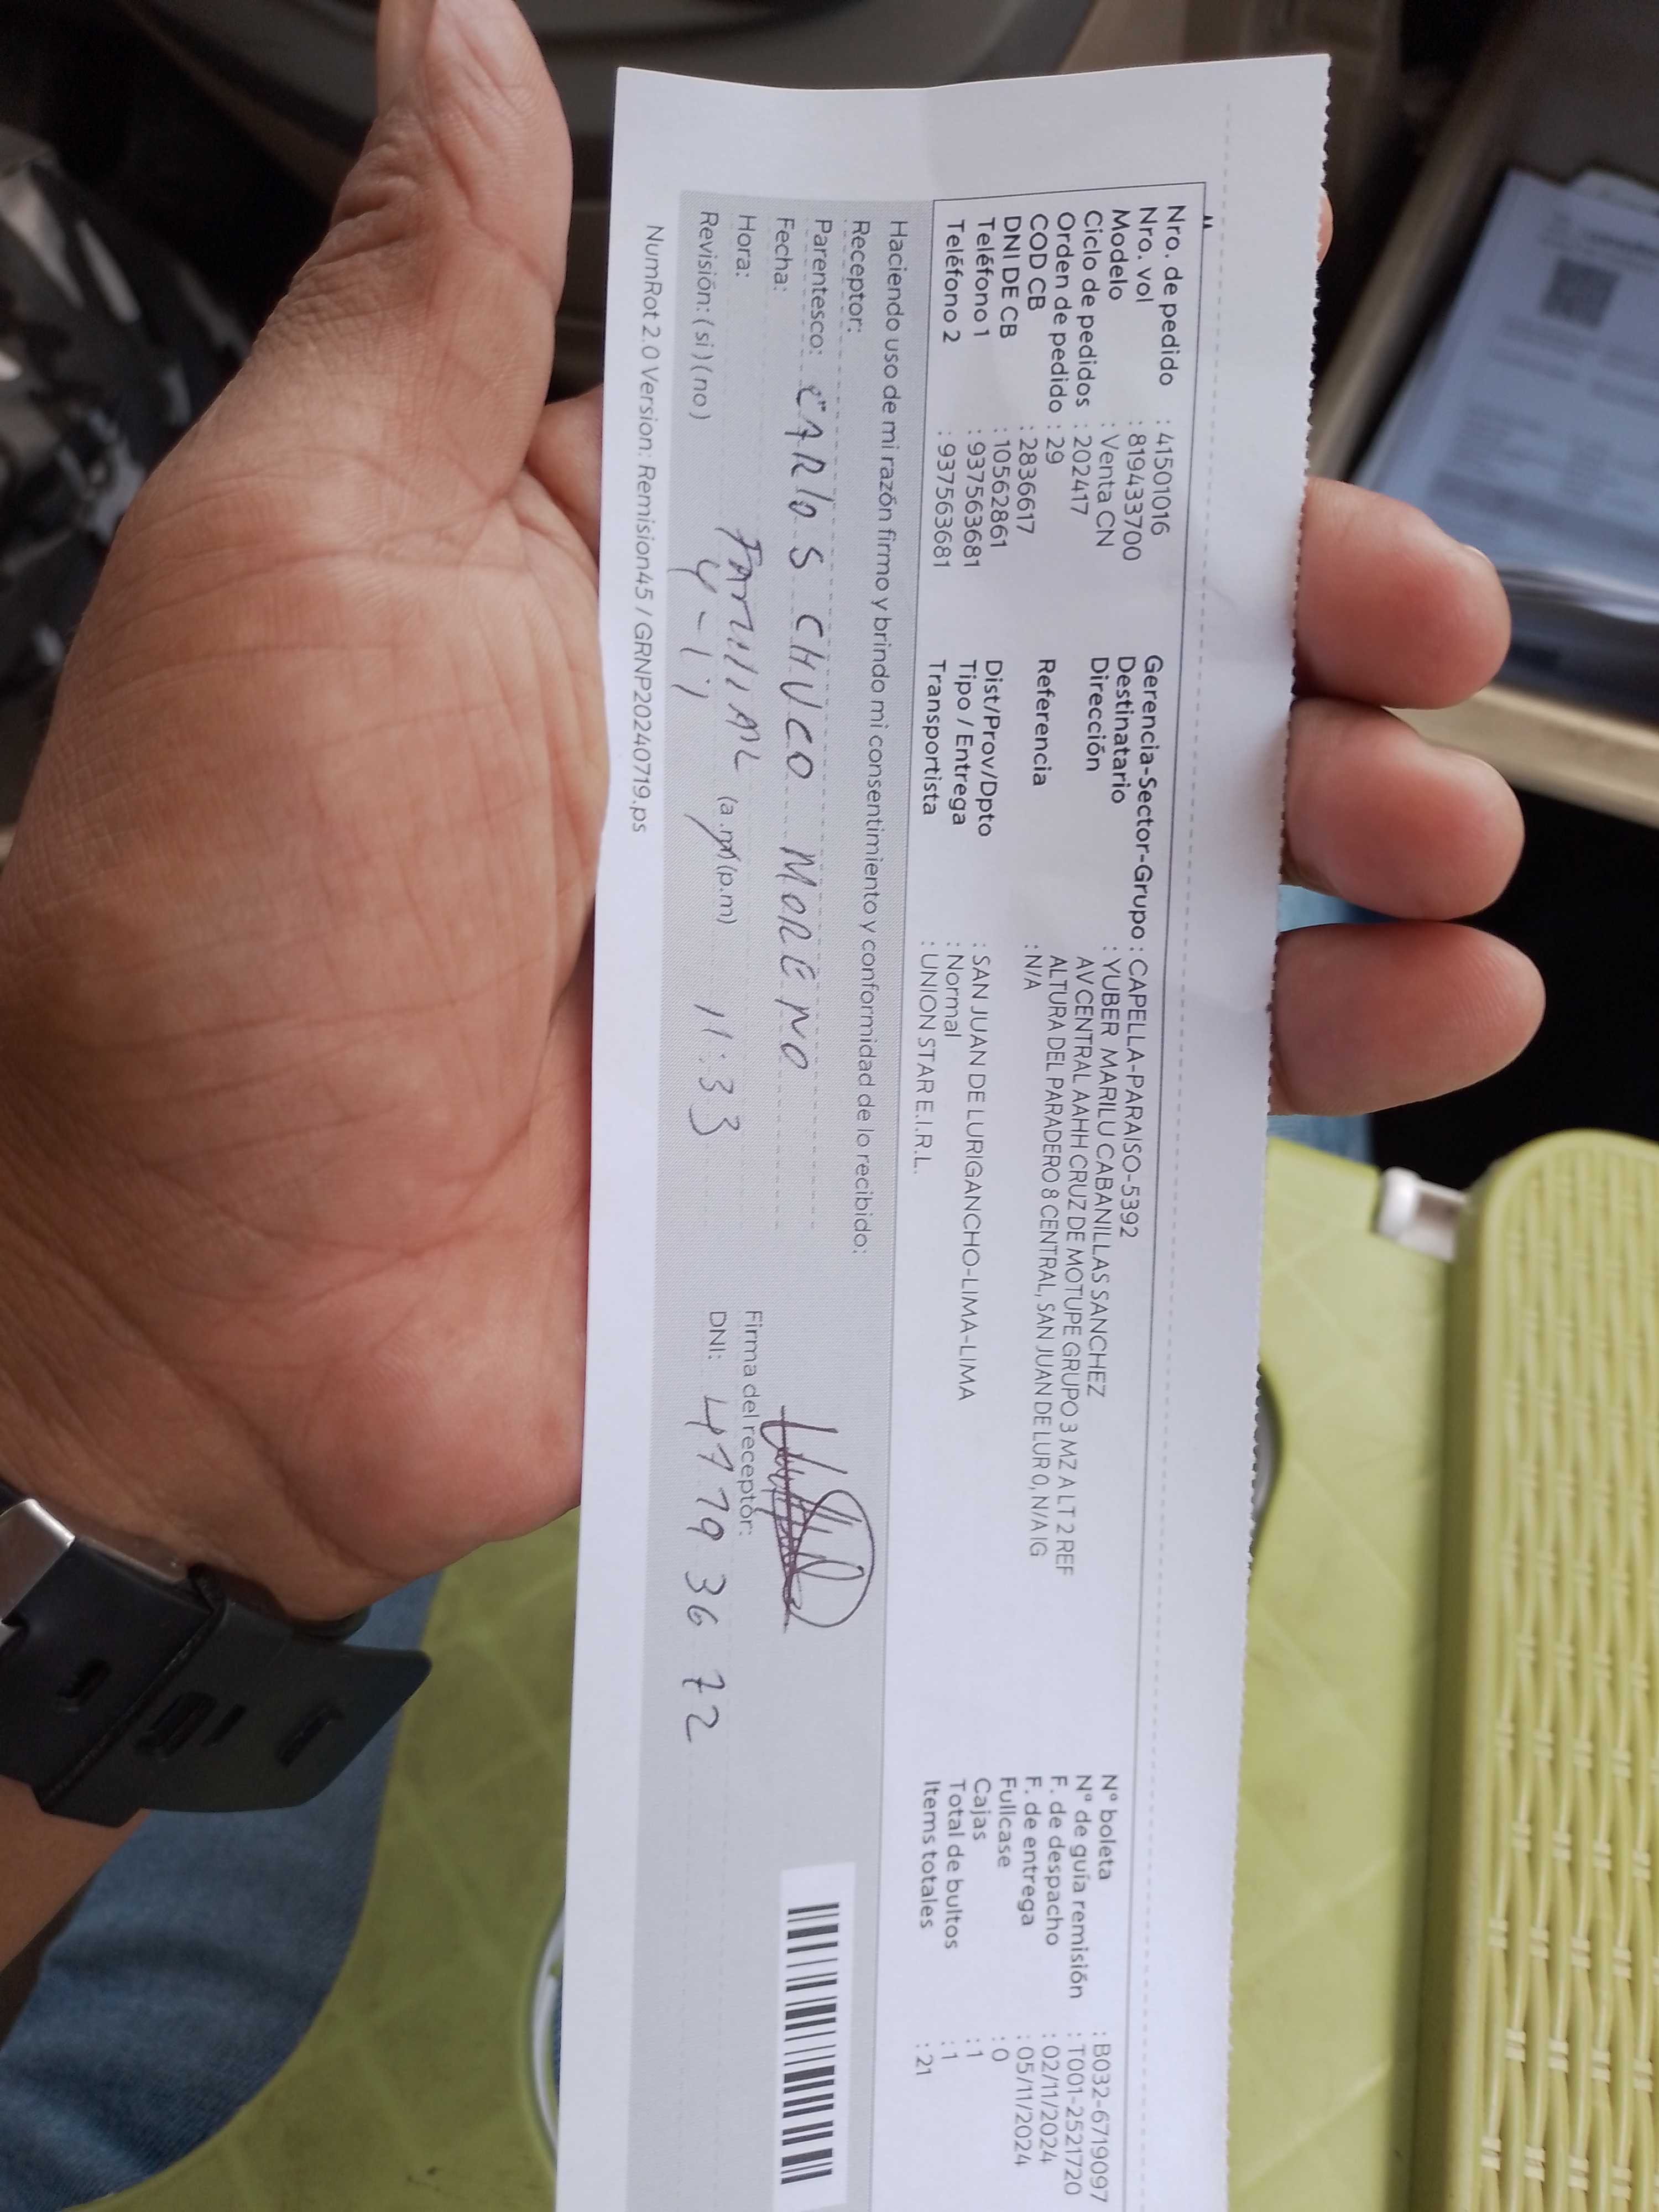 Nro. de pedido : 41501016
Nro. vol : 819433700
Modelo : Venta CN
Ciclo de pedidos : 202417
Orden de pedido : 29
COD CB : 2836617
DNI DE CB : 10562861
Teléfono 1 : 937563681
Teléfono 2 : 937563681
Gerencia-Sector-Grupo : CAPELLA-PARAISO-5392
Destinatario : YUBER MARILU CABANILLAS SANCHEZ
Dirección AV CENTRAL AAHH CRUZ DE MOTUPE GRUPO 3 MZ A LT 2 REF
ALTURA DEL PARADERO 8 CENTRAL, SAN JUAN DE LUR 0, N/A IG
Referencia : N/A
Dist/Prov/Dpto : SAN JUAN DE LURIGANCHO-LIMA-LIMA
Tipo / Entrega : Normal
Transportista : UNION STAR E.I.R.L.
N° boleta : B032-6719097
N° de guía remisión : T001-2521720
F. de despacho : 02/11/2024
F. de entrega : 05/11/2024
Fullcase : 0
Cajas : 1
Total de bultos : 1
Items totales : 21
Haciendo uso de mi razón firmo y brindo mi consentimiento y conformidad de lo recibido:
Receptor:
Parentesco: CARLOS CHUCO MORENO
Fecha: FAMILIAR
Hora: 4-11 (a.m) (p.m) 11:33
Revisión: (si) (no)
Firma del receptor:
DNI: 47793672
NumRot 2.0 Version: Remision45 / GRNP20240719.ps